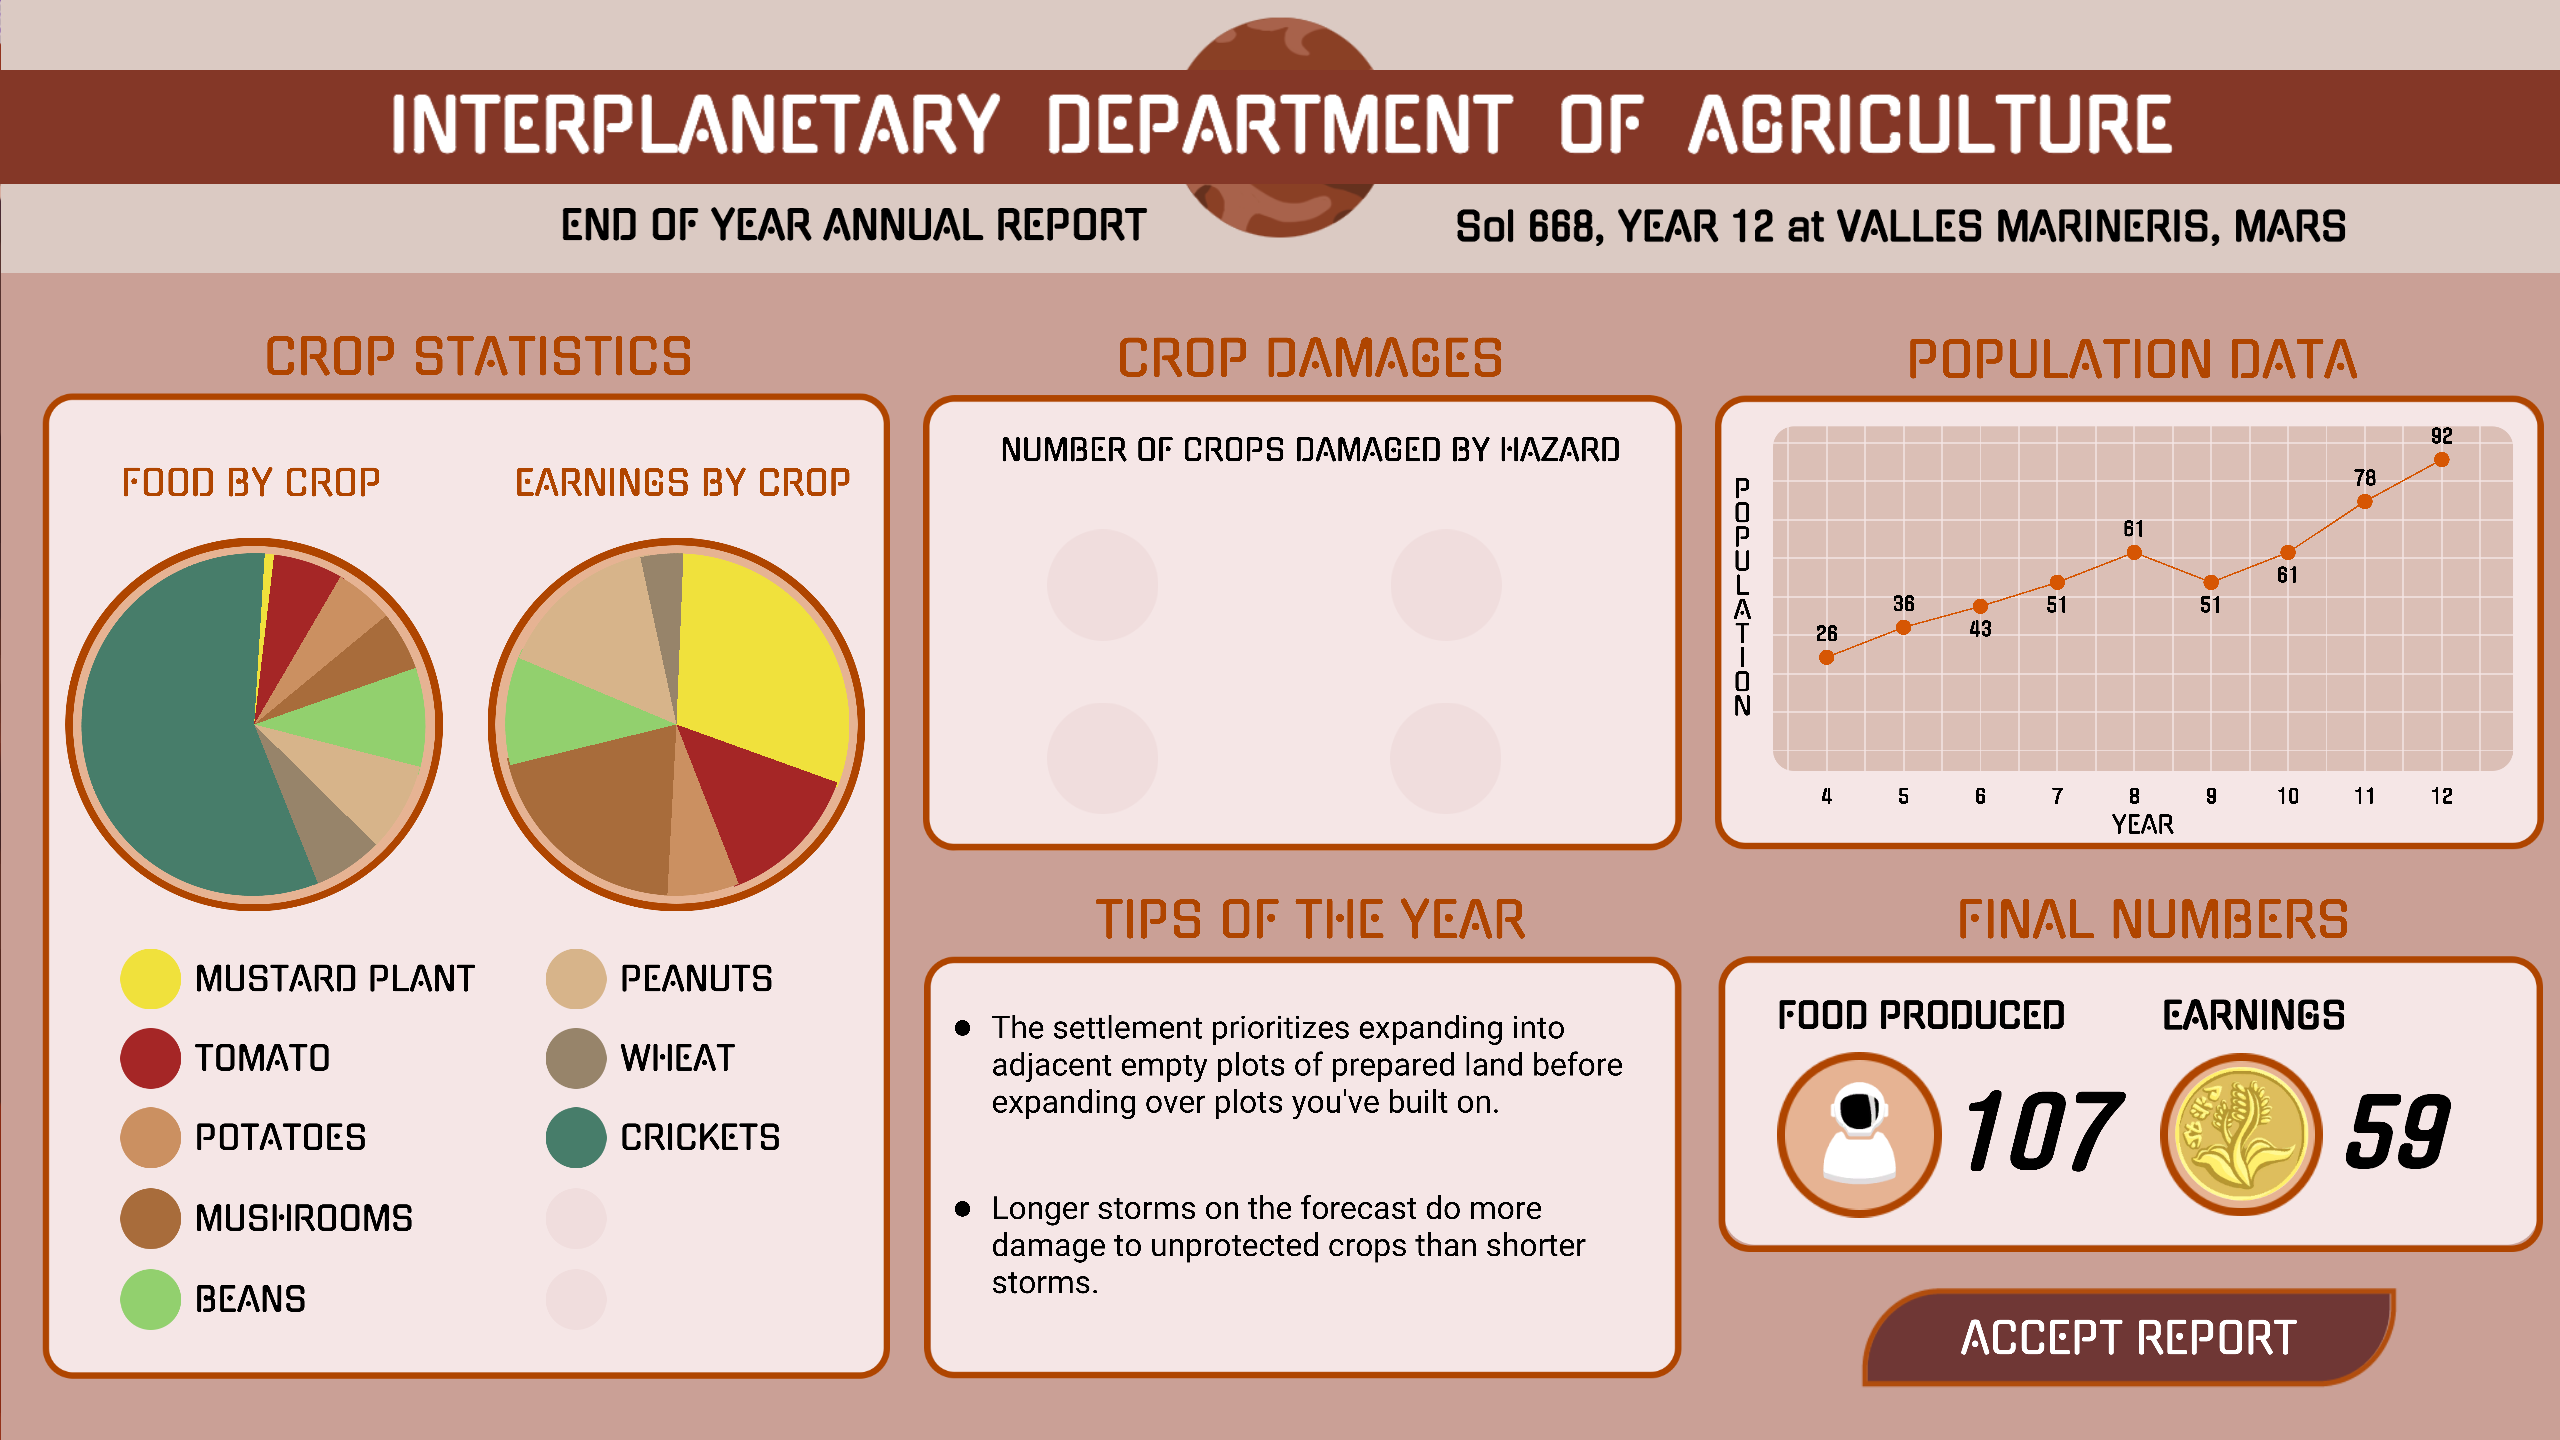 INTERPLANETARY DEPARTMENT OF AGRICULTURE
END OF YEAR ANNUAL REPORT
Sol 668, YEAR 12 at VALLES MARINERIS, MARS
CROP STATISTICS
FOOD BY CROP
EARNINGS BY CROP
MUSTARD PLANT
TOMATO
POTATOES
MUSHROOMS
BEANS
PEANUTS
WHEAT
CRICKETS
CROP DAMAGES
NUMBER OF CROPS DAMAGED BY HAZARD
TIPS OF THE YEAR
● The settlement prioritizes expanding into
adjacent empty plots of prepared land before
expanding over plots you've built on.
● Longer storms on the forecast do more
damage to unprotected crops than shorter
storms.
POPULATION DATA
POPULATION
26
36
43
51
61
51
61
78
92
4 5 6 7 8 9 10 11 12
YEAR
FINAL NUMBERS
FOOD PRODUCED
107
EARNINGS
59
ACCEPT REPORT